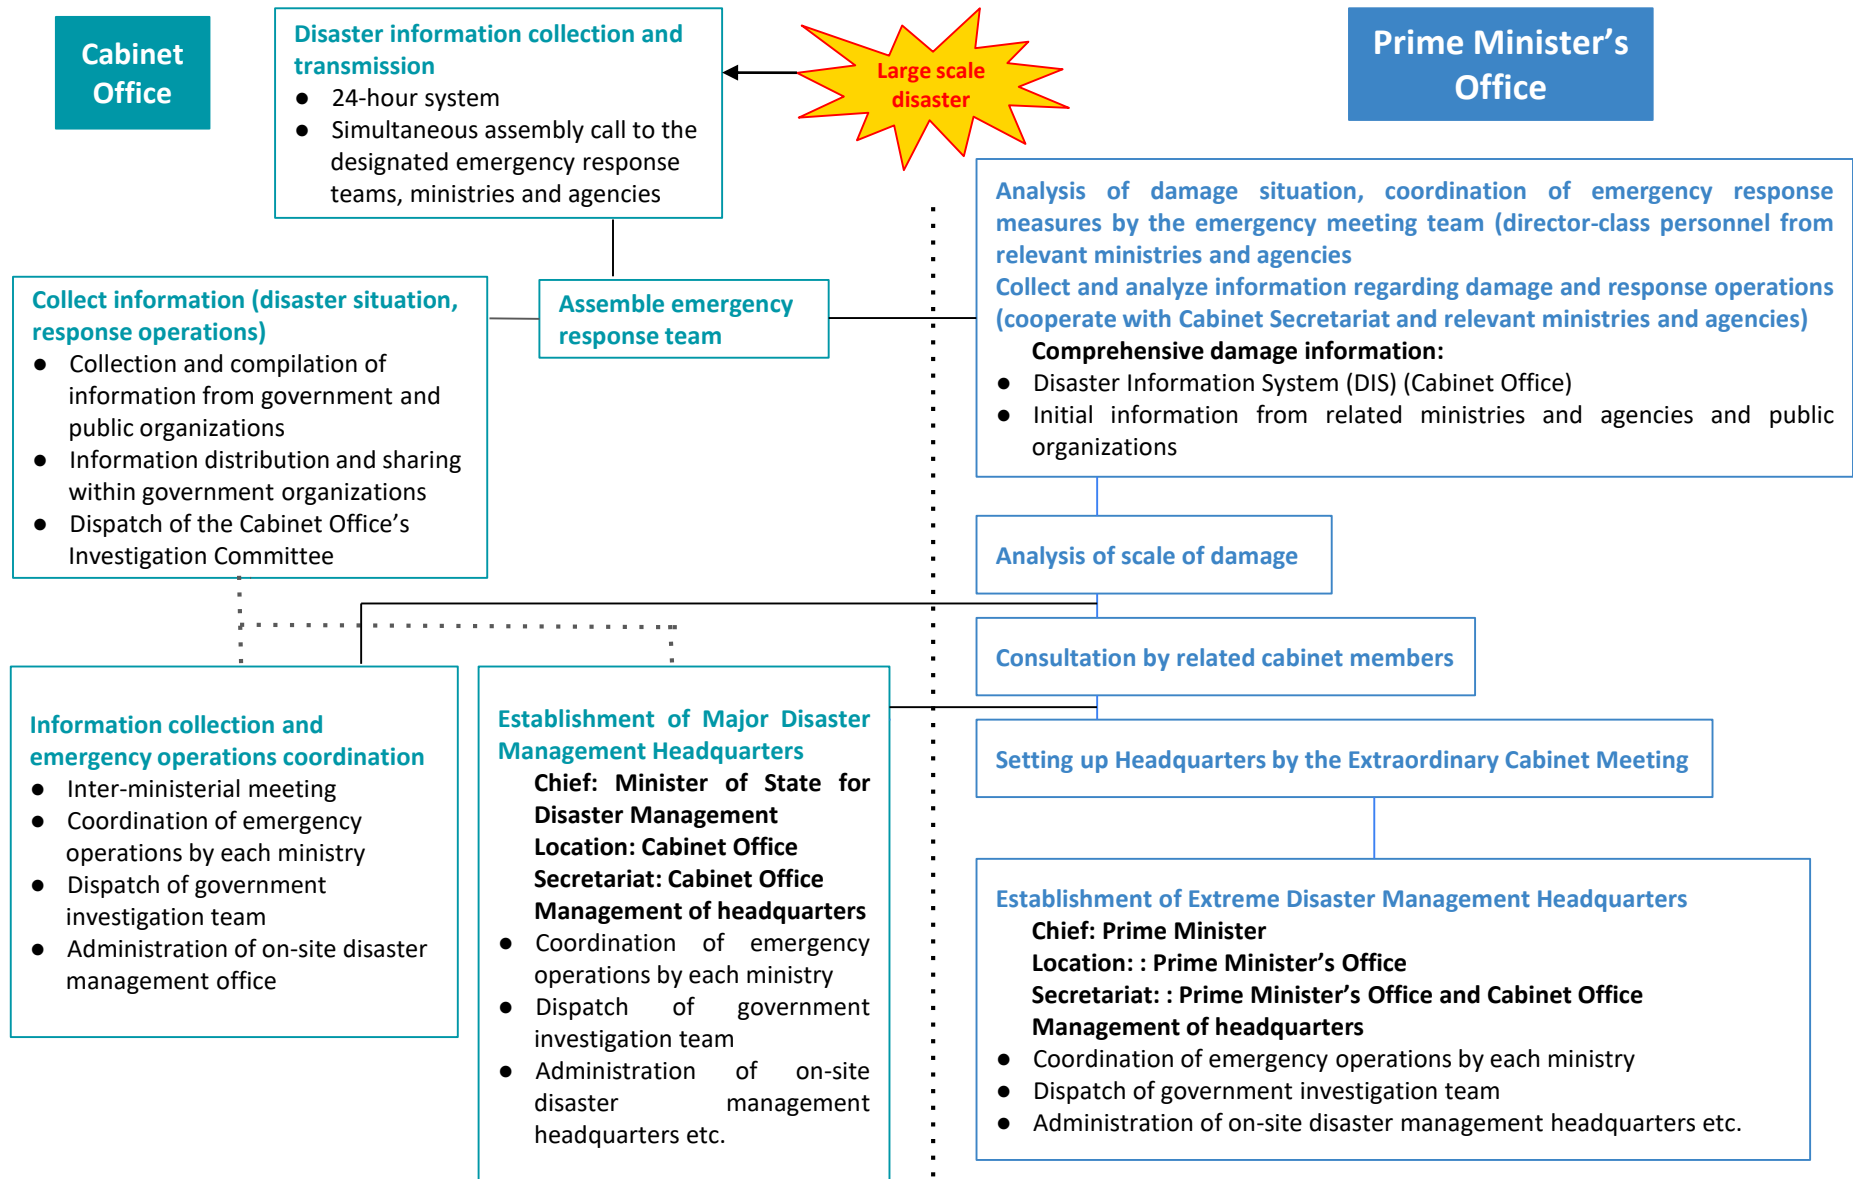 Cabinet
Office
Disaster information collection and
transmission
● 24-hour system
● Simultaneous assembly call to the
designated emergency response
teams, ministries and agencies
Large scale
disaster
Prime Minister’s
Office
Analysis of damage situation, coordination of emergency response
measures by the emergency meeting team (director-class personnel from
relevant ministries and agencies
Collect and analyze information regarding damage and response operations
(cooperate with Cabinet Secretariat and relevant ministries and agencies)
Comprehensive damage information:
● Disaster Information System (DIS) (Cabinet Office)
● Initial information from related ministries and agencies and public
organizations
Collect information (disaster situation,
response operations)
● Collection and compilation of
information from government and
public organizations
● Information distribution and sharing
within government organizations
● Dispatch of the Cabinet Office’s
Investigation Committee
Assemble emergency
response team
Analysis of scale of damage
Consultation by related cabinet members
Setting up Headquarters by the Extraordinary Cabinet Meeting
Information collection and
emergency operations coordination
● Inter-ministerial meeting
● Coordination of emergency
operations by each ministry
● Dispatch of government
investigation team
● Administration of on-site disaster
management office
Establishment of Major Disaster
Management Headquarters
Chief: Minister of State for
Disaster Management
Location: Cabinet Office
Secretariat: Cabinet Office
Management of headquarters
● Coordination of emergency
operations by each ministry
● Dispatch of government
investigation team
● Administration of on-site
disaster management
headquarters etc.
Establishment of Extreme Disaster Management Headquarters
Chief: Prime Minister
Location: : Prime Minister’s Office
Secretariat: : Prime Minister’s Office and Cabinet Office
Management of headquarters
● Coordination of emergency operations by each ministry
● Dispatch of government investigation team
● Administration of on-site disaster management headquarters etc.